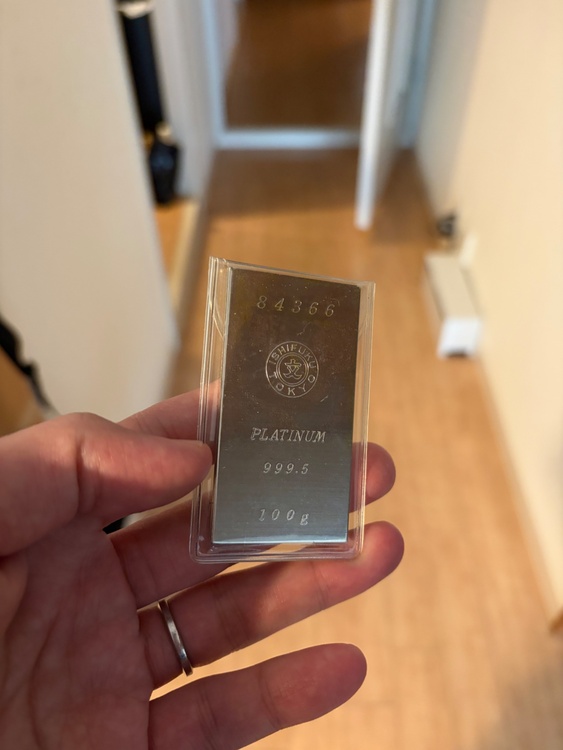 84366
ISHIFUKU
TOKYO
PLATINUM
999.5
100g